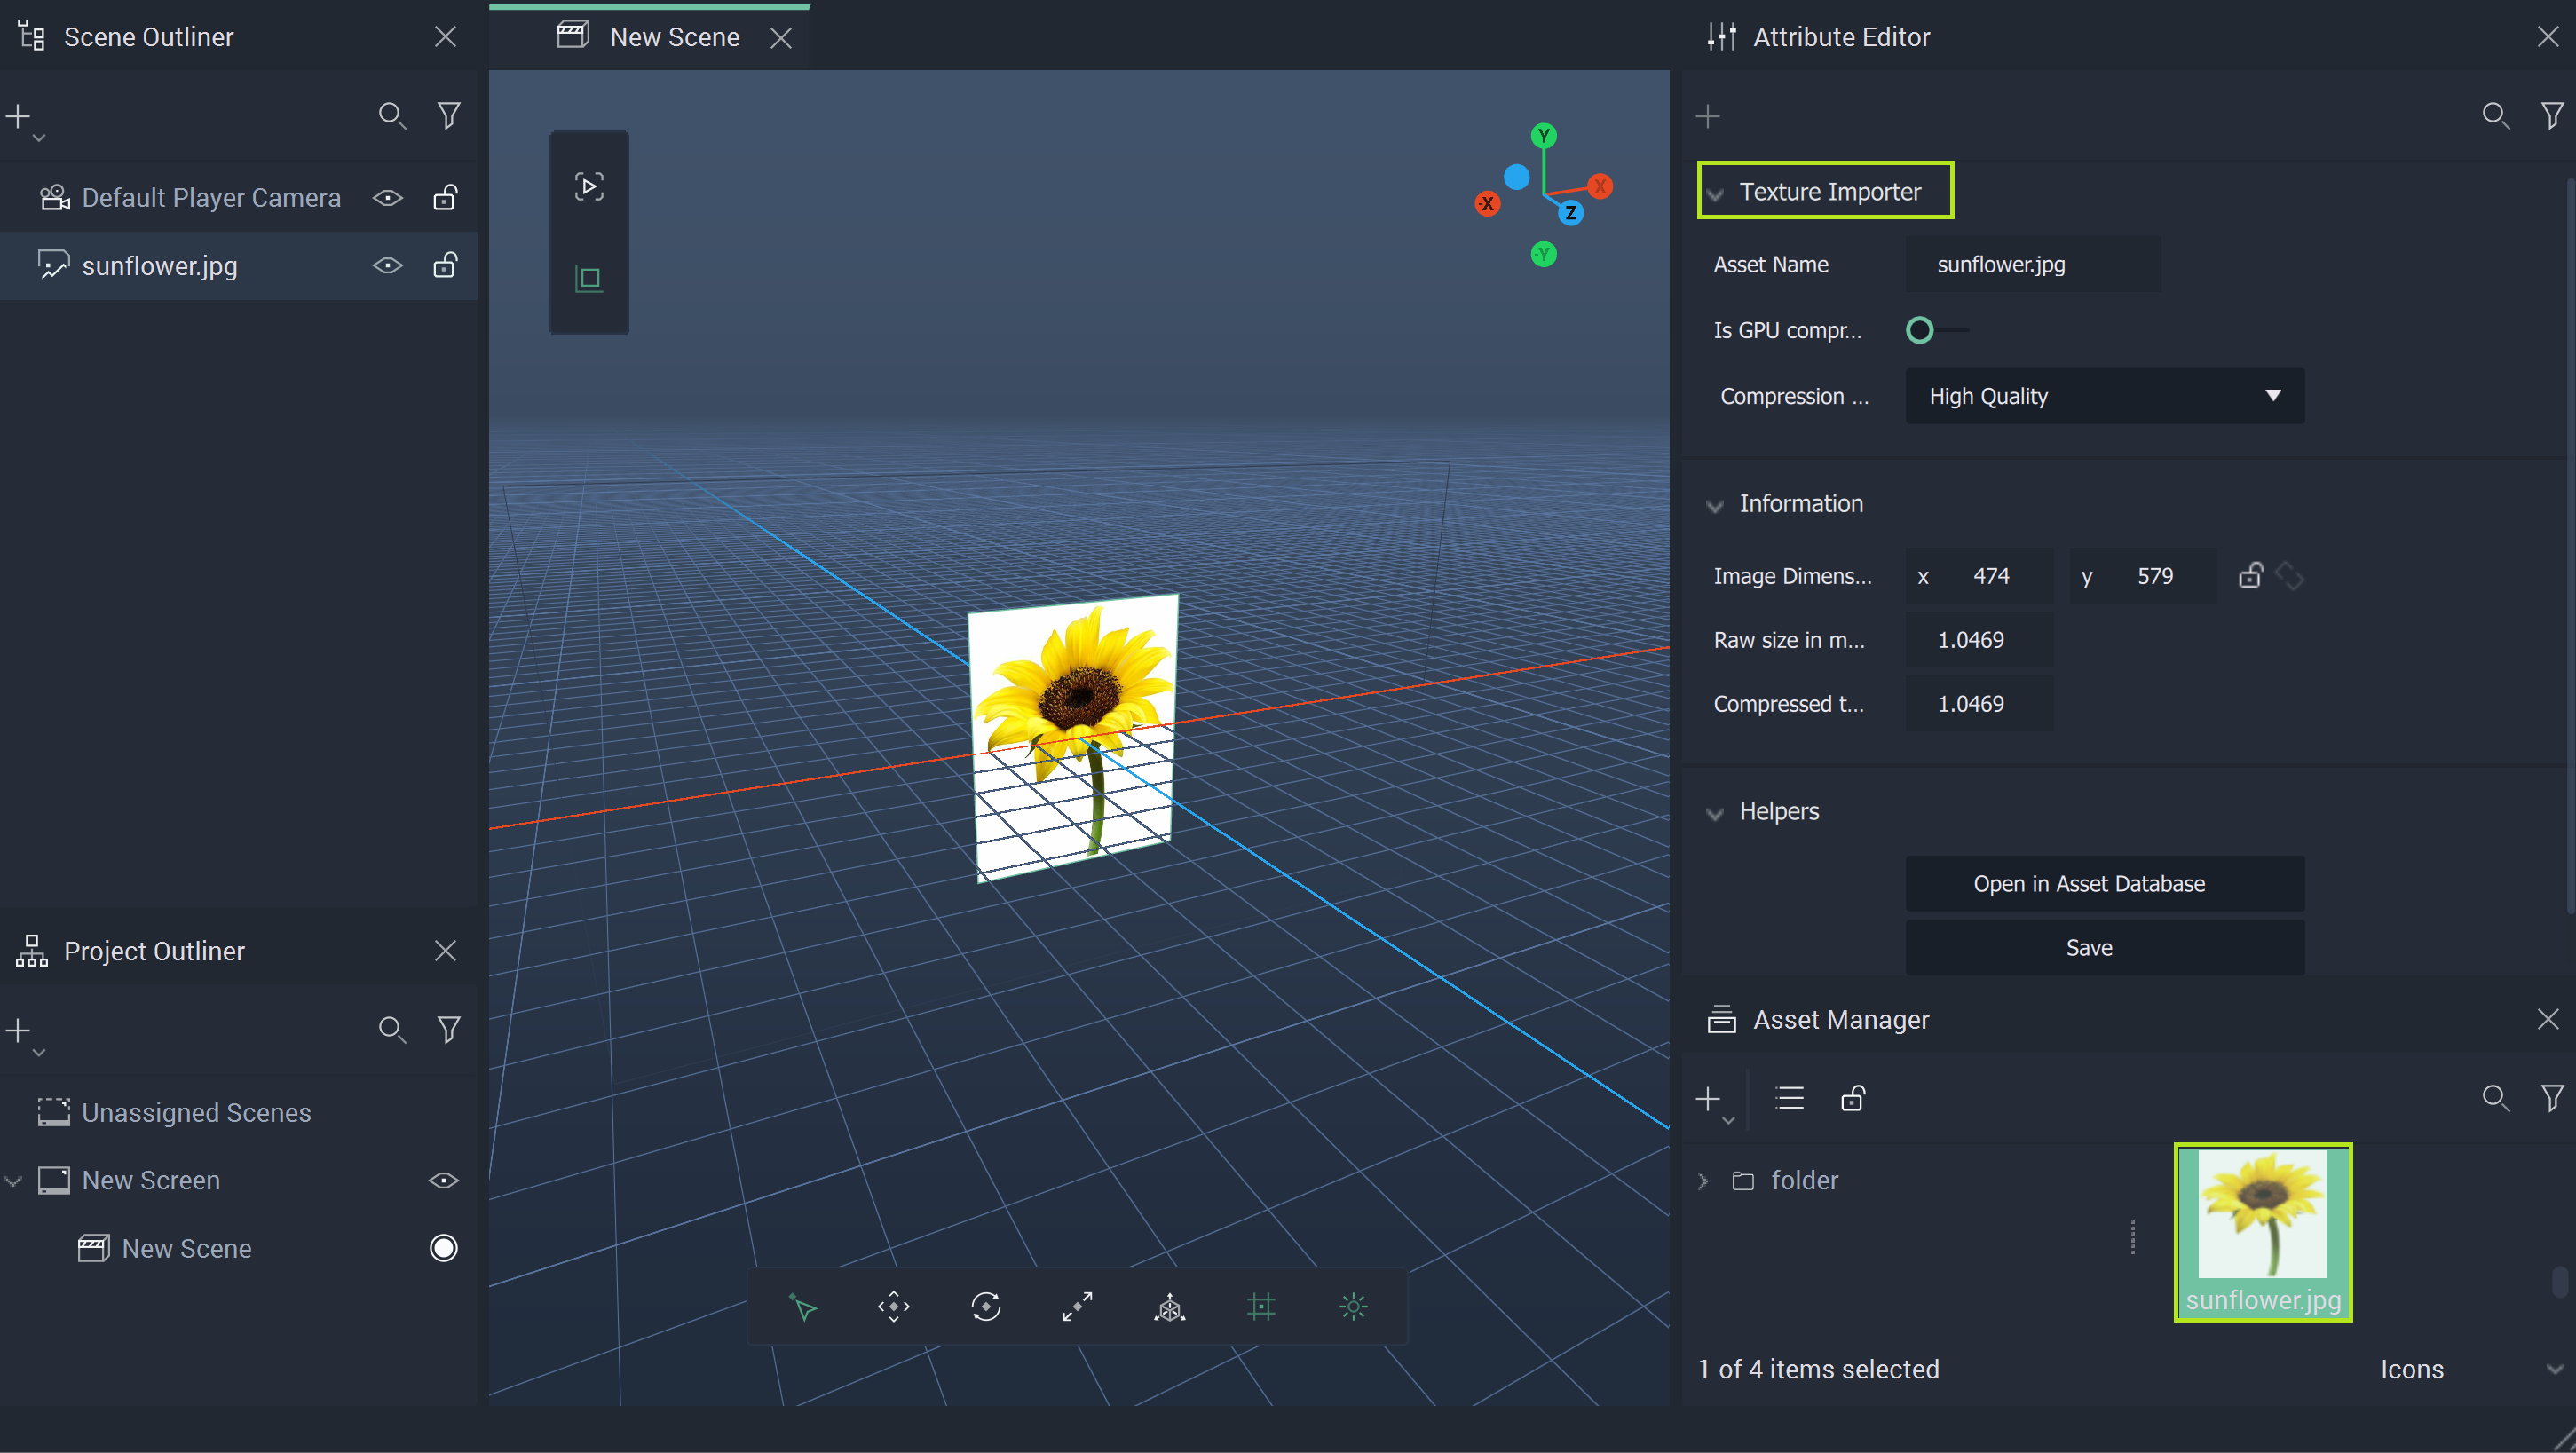 Scene Outliner
Default Player Camera
sunflower.jpg
Project Outliner
Unassigned Scenes
New Screen
New Scene
New Scene
Y
X
-X
Z
-Y
Attribute Editor
Texture Importer
Asset Name sunflower.jpg
Is GPU compr...
Compression ... High Quality
Information
Image Dimens... x 474 y 579
Raw size in m... 1.0469
Compressed t... 1.0469
Helpers
Open in Asset Database
Save
Asset Manager
folder
sunflower.jpg
1 of 4 items selected Icons